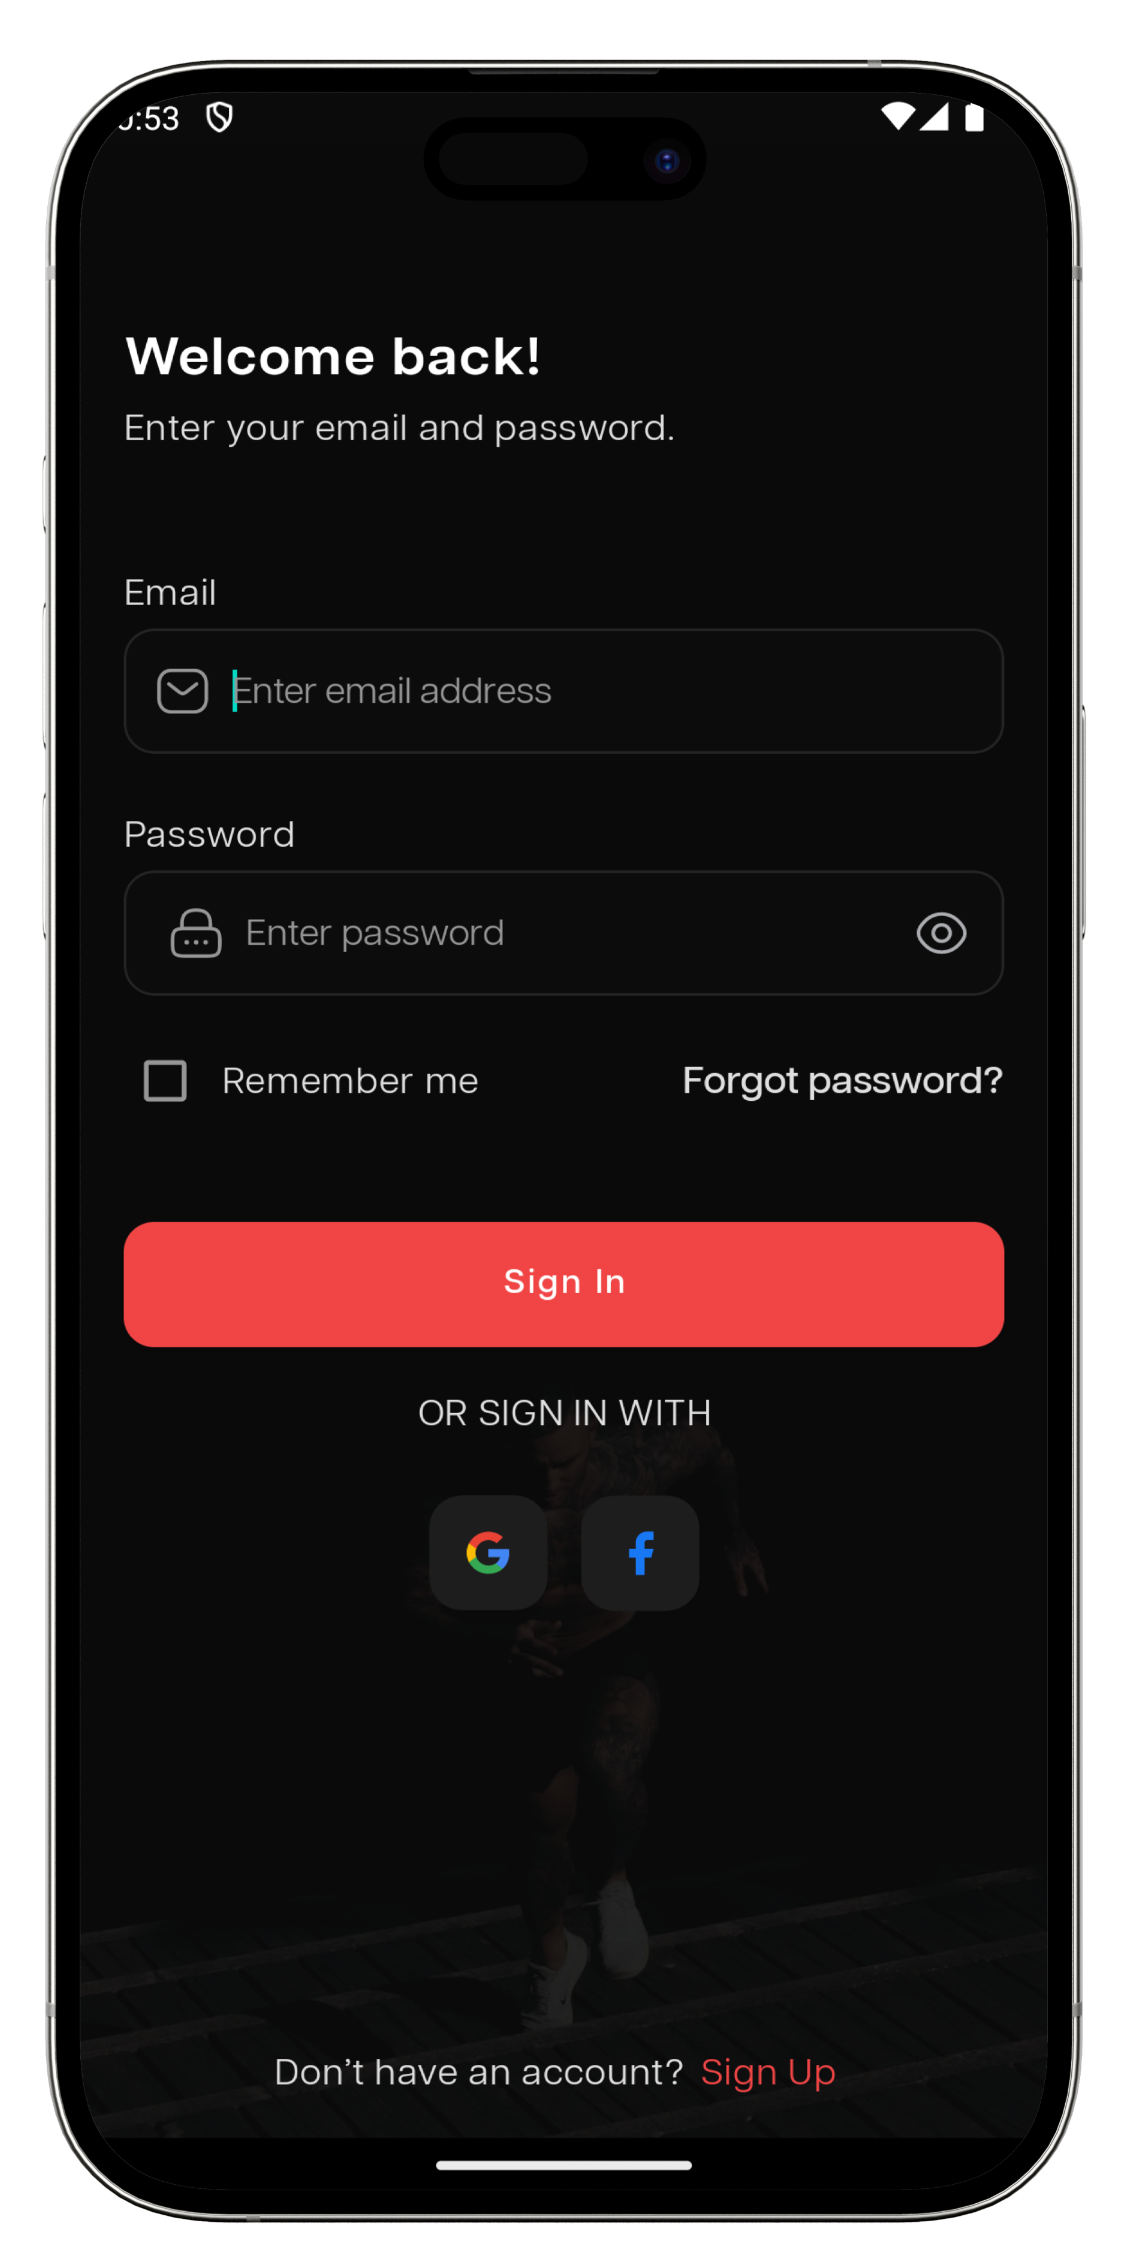 :53
Welcome back!
Enter your email and password.
Email
Enter email address
Password
Enter password
Remember me Forgot password?
Sign In
OR SIGN IN WITH
Don't have an account? Sign Up